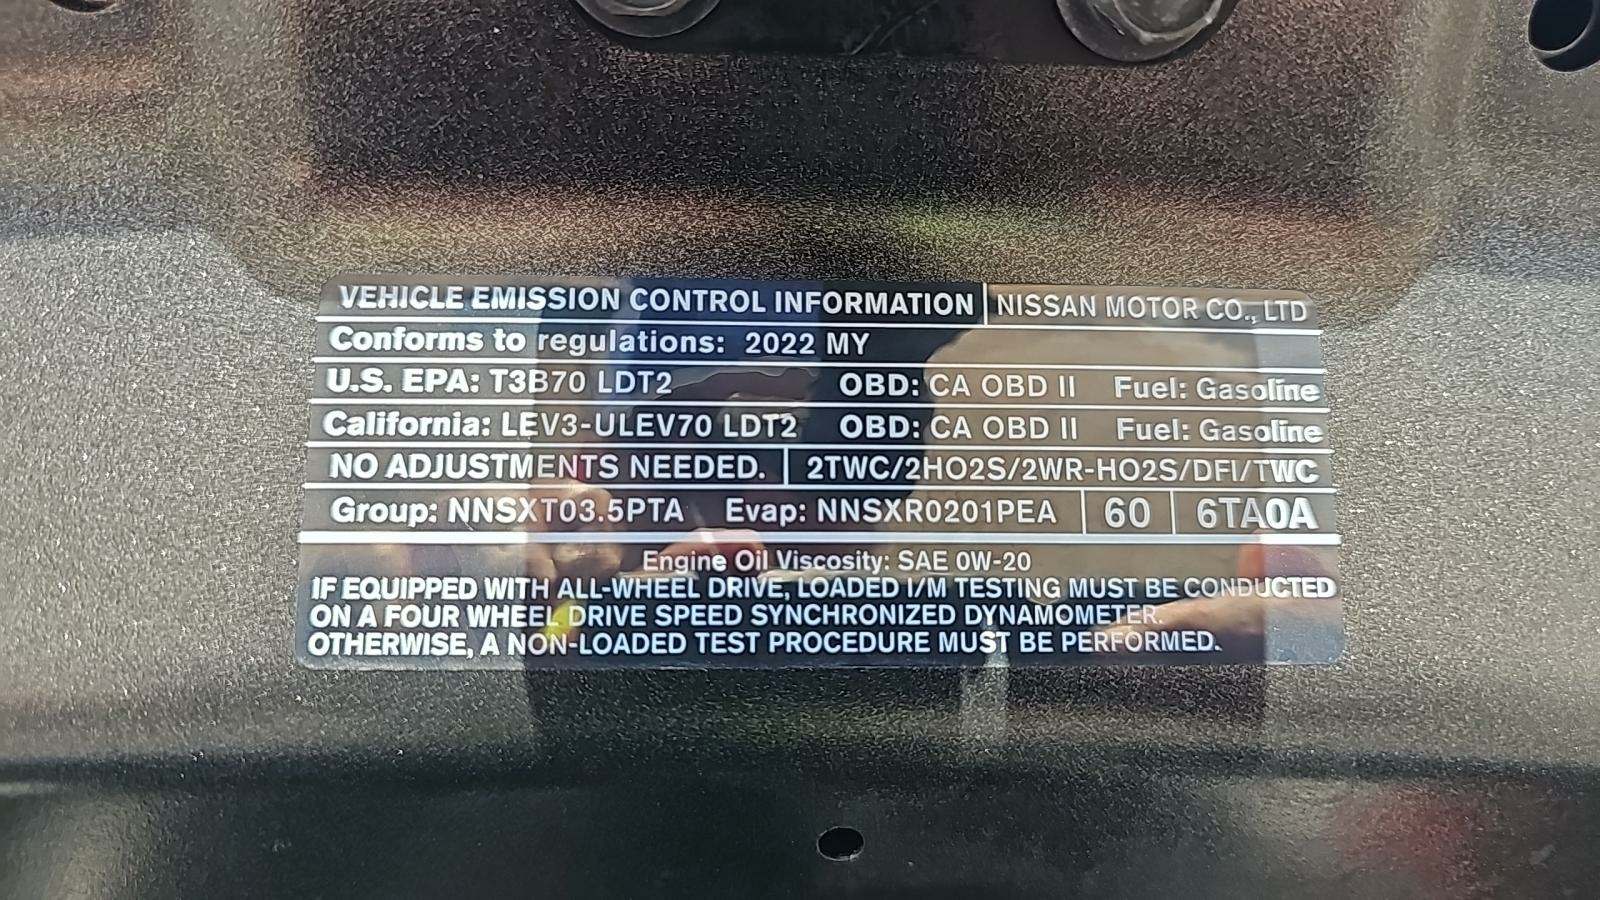 VEHICLE EMISSION CONTROL INFORMATION NISSAN MOTOR CO., LTD
Conforms to regulations: 2022 MY
U.S. EPA: T3B70 LDT2 OBD: CA OBD II Fuel: Gasoline
California: LEV3-ULEV70 LDT2 OBD: CA OBD II Fuel: Gasoline
NO ADJUSTMENTS NEEDED. 2TWC/2HO2S/2WR-HO2S/DFI/TWC
Group: NNSXT03.5PTA Evap: NNSXR0201PEA 60 6TA0A
Engine Oil Viscosity: SAE 0W-20
IF EQUIPPED WITH ALL-WHEEL DRIVE, LOADED I/M TESTING MUST BE CONDUCTED
ON A FOUR WHEEL DRIVE SPEED SYNCHRONIZED DYNAMOMETER.
OTHERWISE, A NON-LOADED TEST PROCEDURE MUST BE PERFORMED.